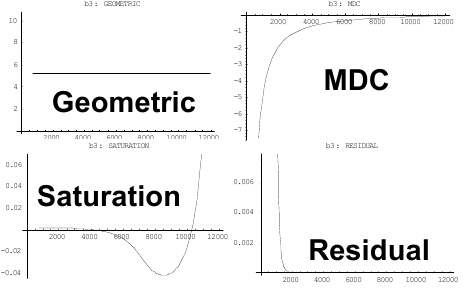 b3: GEOMETRIC
10
8
6
4
2
2000 4000 6000 8000 10000 12000
Geometric
b3: MDC
2000 4000 6000 8000 10000 12000
-1
-2
-3
-4
-5
-6
-7
MDC
b3: SATURATION
0.06
0.04
0.02
-0.02
-0.04
2000 4000 6000 8000 10000 12000
Saturation
b3: RESIDUAL
0.006
0.004
0.002
2000 4000 6000 8000 10000 12000
Residual